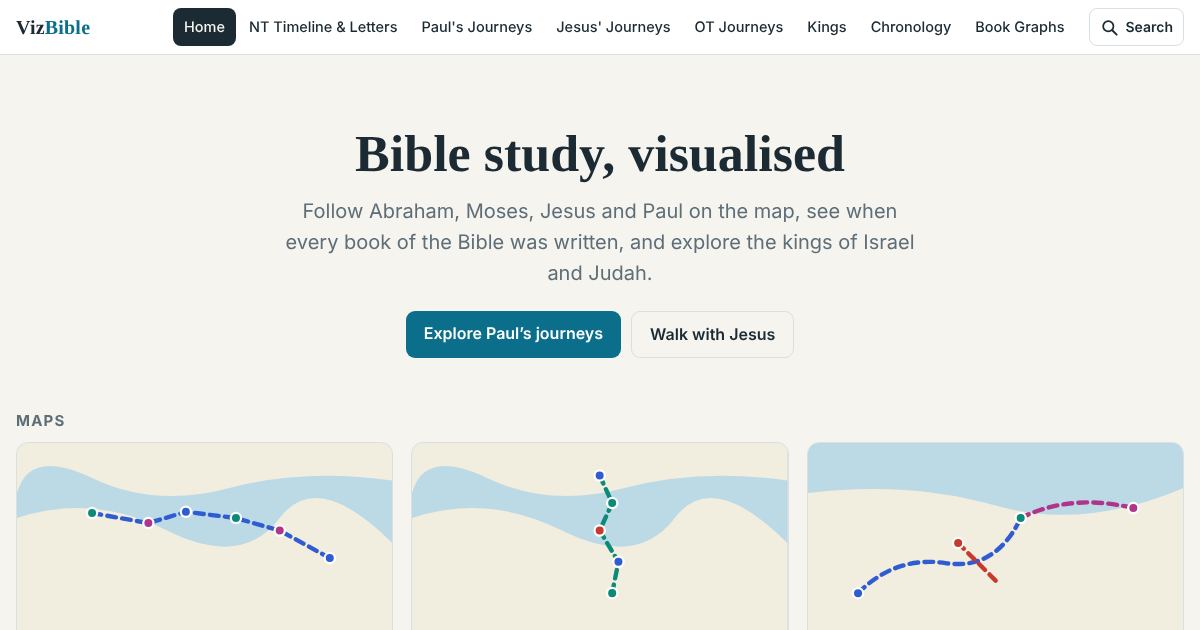 VizBible
Home
NT Timeline & Letters
Paul's Journeys
Jesus' Journeys
OT Journeys
Kings
Chronology
Book Graphs
Search
Bible study, visualised
Follow Abraham, Moses, Jesus and Paul on the map, see when
every book of the Bible was written, and explore the kings of Israel
and Judah.
Explore Paul’s journeys
Walk with Jesus
MAPS